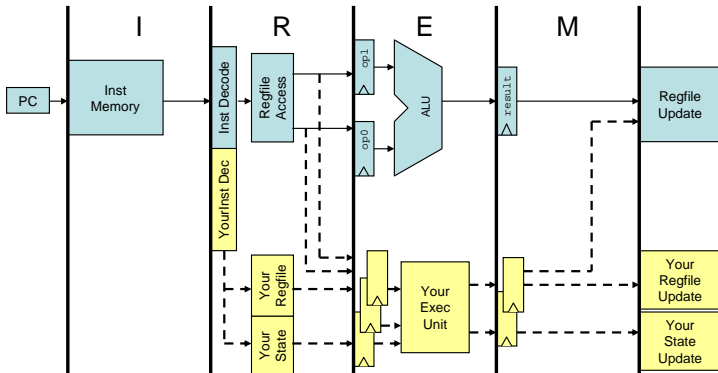 I
R
E
M
PC
Inst
Memory
Inst Decode
Regfile
Access
op1
op0
ALU
result
Regfile
Update
YourInst Dec
Your
Regfile
Your
State
Your
Exec
Unit
Your
Regfile
Update
Your
State
Update